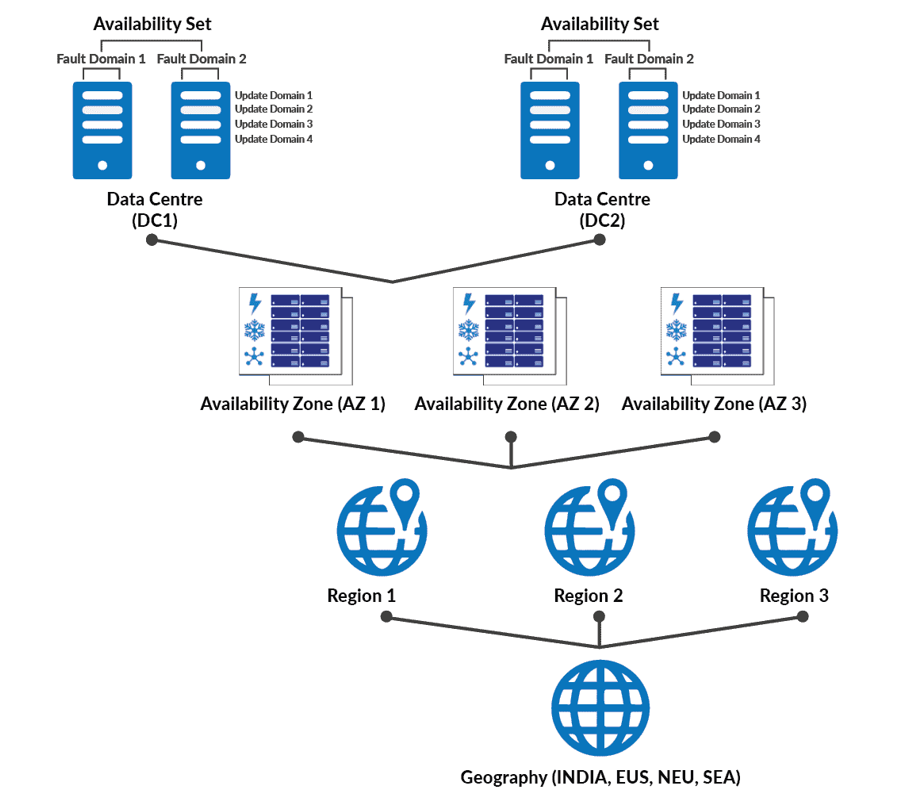 Availability Set
Availability Set
Fault Domain 1 Fault Domain 2
Fault Domain 1 Fault Domain 2
Update Domain 1
Update Domain 2
Update Domain 3
Update Domain 4
Update Domain 1
Update Domain 2
Update Domain 3
Update Domain 4
Data Centre
(DC1)
Data Centre
(DC2)
Availability Zone (AZ 1)
Availability Zone (AZ 2)
Availability Zone (AZ 3)
Region 1
Region 2
Region 3
Geography (INDIA, EUS, NEU, SEA)